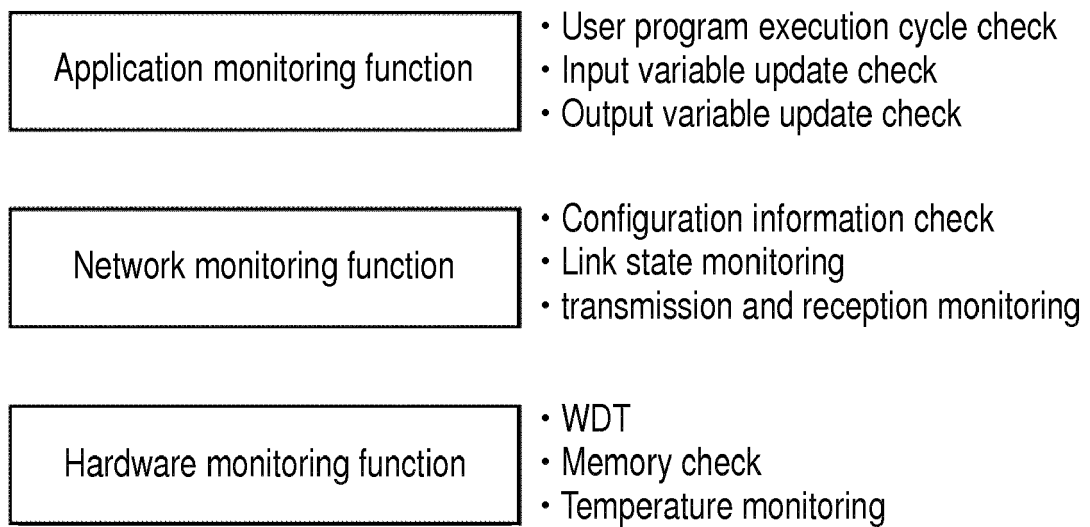 Application monitoring function
・User program execution cycle check
・Input variable update check
・Output variable update check
Network monitoring function
・Configuration information check
・Link state monitoring
・transmission and reception monitoring
Hardware monitoring function
・WDT
・Memory check
・Temperature monitoring